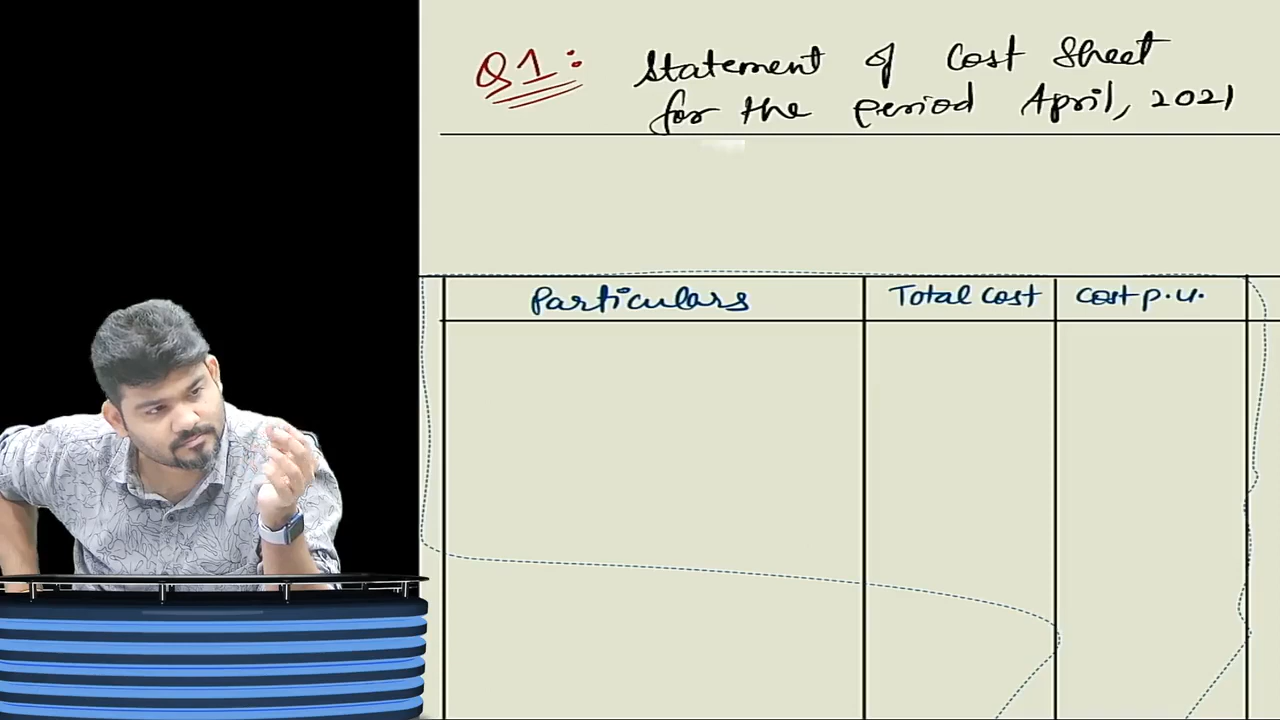 Q1: Statement of Cost Sheet
for the period April, 2021
Particulars Total Cost Cost p.u.